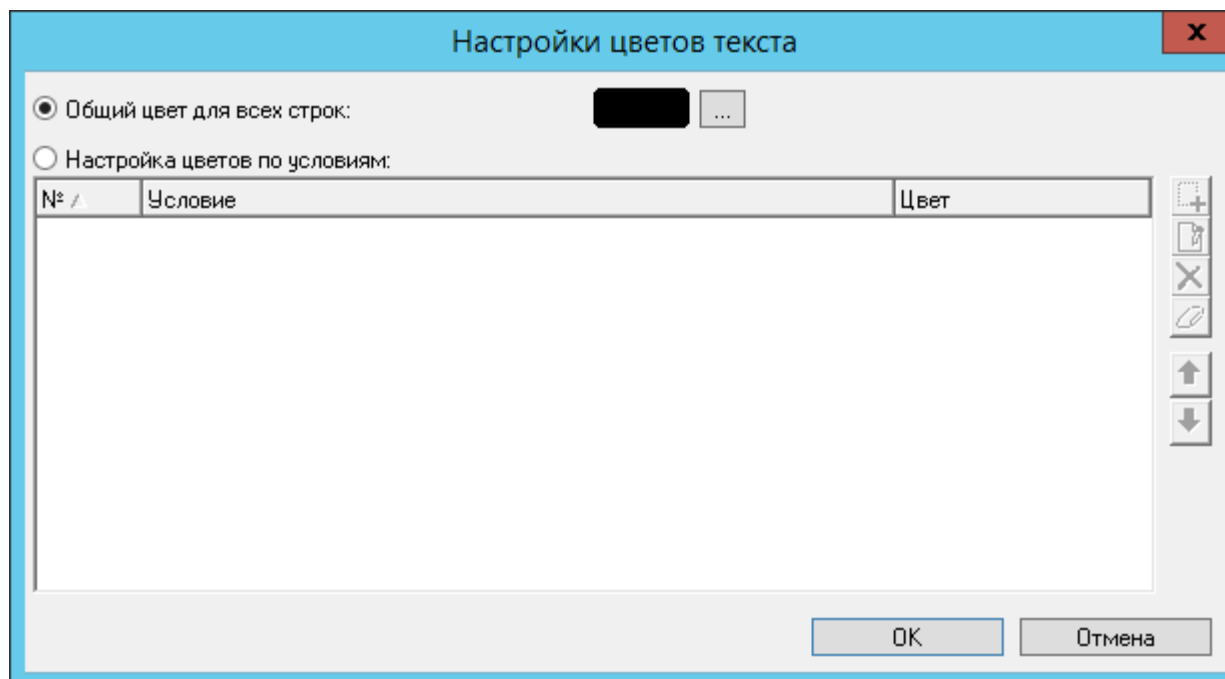 Настройки цветов текста
x
Общий цвет для всех строк:
...
Настройка цветов по условиям:
№ Условие Цвет
OK Отмена